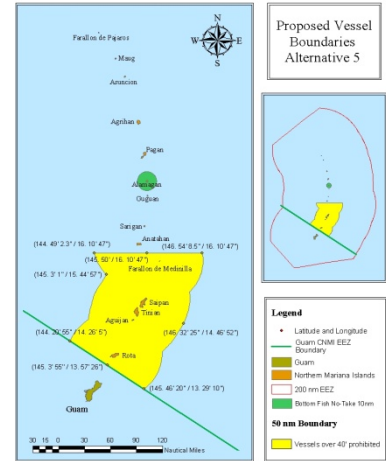 Proposed Vessel
Boundaries
Alternative 5
N
W
E
S
Farallon de Pajaros
Maug
Asuncion
Agrihan
Pagan
Alamagan
Guguan
Sarigan
Anatahan
(144. 49' 2.3" / 16. 10' 47")
(146. 54' 8.5" / 16. 10' 47")
(145. 50' / 16. 10' 47")
Farallon de Medinilla
(145. 3' 1" / 15. 44' 57")
Saipan
Tinian
Aguijan
(144. 20' 55" / 14. 26' 5")
(146. 32' 25" / 14. 46' 52")
Rota
(145. 3' 55" / 13. 57' 26")
(145. 46' 20" / 13. 29' 10")
Guam
30 15 0 30 60 90 120
Nautical Miles
Legend
Latitude and Longitude
Guam CNMI EEZ
Boundary
Guam
Northern Mariana Islands
200 nm EEZ
Bottom Fish No-Take 10nm
50 nm Boundary
Vessels over 40' prohibited